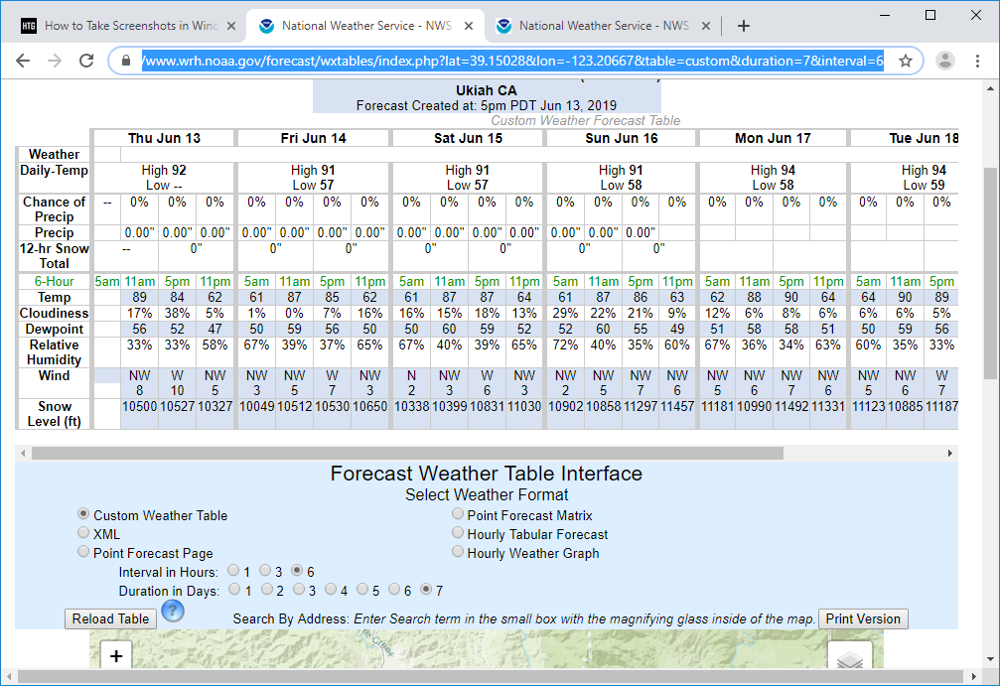 HTG How to Take Screenshots in Wind
National Weather Service - NWS
National Weather Service - NWS
/www.wrh.noaa.gov/forecast/wxtables/index.php?lat=39.15028&lon=-123.20667&table=custom&duration=7&interval=6
Ukiah CA
Forecast Created at: 5pm PDT Jun 13, 2019
Custom Weather Forecast Table
Thu Jun 13 Fri Jun 14 Sat Jun 15 Sun Jun 16 Mon Jun 17 Tue Jun 18
Weather
Daily-Temp High 92 High 91 High 91 High 91 High 94 High 94
Low -- Low 57 Low 57 Low 58 Low 58 Low 59
Chance of -- 0% 0% 0% 0% 0% 0% 0% 0% 0% 0% 0% 0% 0% 0% 0% 0% 0% 0% 0% 0% 0% 0%
Precip
Precip 0.00" 0.00" 0.00" 0.00" 0.00" 0.00" 0.00" 0.00" 0.00" 0.00" 0.00" 0.00" 0.00" 0.00"
12-hr Snow -- 0" 0" 0" 0" 0" 0" 0"
Total
6-Hour 5am 11am 5pm 11pm 5am 11am 5pm 11pm 5am 11am 5pm 11pm 5am 11am 5pm 11pm 5am 11am 5pm 11pm 5am 11am 5pm
Temp 89 84 62 61 87 85 62 61 87 87 64 61 87 86 63 62 88 90 64 64 90 89
Cloudiness 17% 38% 5% 1% 0% 7% 16% 16% 15% 18% 13% 29% 22% 21% 9% 12% 6% 8% 6% 6% 6% 5%
Dewpoint 56 52 47 50 59 56 50 50 60 59 52 52 60 55 49 51 58 58 51 50 59 56
Relative 33% 33% 58% 67% 39% 37% 65% 67% 40% 39% 65% 72% 40% 35% 60% 67% 36% 34% 63% 60% 35% 33%
Humidity
Wind NW W NW NW NW W NW N NW W NW NW NW NW NW NW NW NW NW NW NW W
8 10 5 3 5 7 3 2 3 6 3 2 5 7 6 5 6 7 6 5 6 7
Snow 10500 10527 10327 10049 10512 10530 10650 10338 10399 10831 11030 10902 10858 11297 11457 11181 10990 11492 11331 11123 10885 11187
Level (ft)
Forecast Weather Table Interface
Select Weather Format
Custom Weather Table Point Forecast Matrix
XML Hourly Tabular Forecast
Point Forecast Page Hourly Weather Graph
Interval in Hours: 1 3 6
Duration in Days: 1 2 3 4 5 6 7
Reload Table ? Search By Address: Enter Search term in the small box with the magnifying glass inside of the map. Print Version
+ Creek